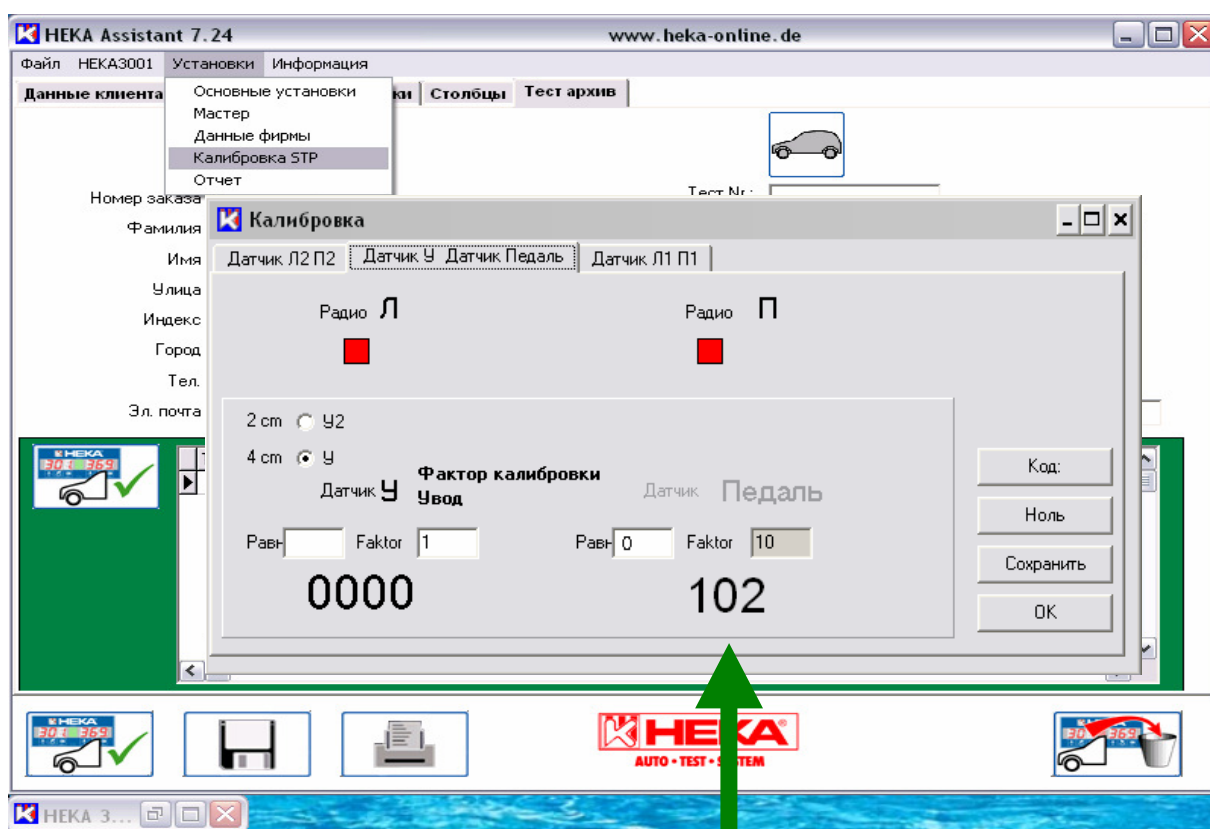 HEKA Assistant 7.24 www.heka-online.de
Файл HEKA3001 Установки Информация
Данные клиента ки Столбцы Тест архив
Основные установки
Мастер
Данные фирмы
Калибровка STP
Отчет
Номер заказа Тест Nr.:
Фамилия
Имя
Улица
Индекс
Город
Тел.
Эл. почта
Калибровка
Датчик Л2 П2 Датчик У Датчик Педаль Датчик Л1 П1
Радио Л Радио П
2 cm У2
4 cm У
Датчик У Фактор калибровки
Увод
Датчик Педаль
Равн Faktor 1 Равн 0 Faktor 10
0000 102
Код:
Ноль
Сохранить
OK
HEKA
HEKA
HEKA
AUTO • TEST • S TEM
HEKA 3...